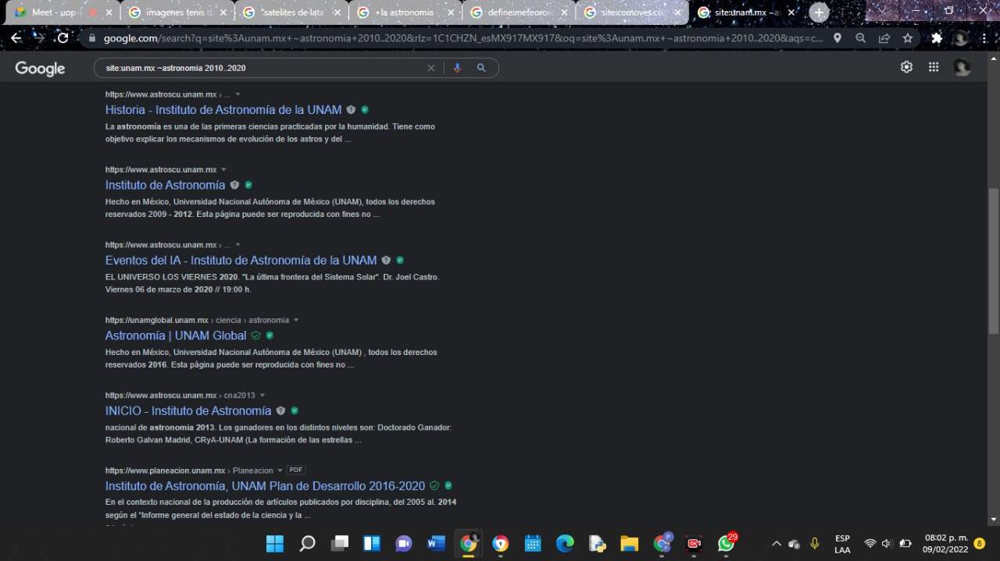 Meet - uop-
imagenes tenis d
"satelites de lata"
+la astronomia
define:meteoro
site:comoves.co
site:unam.mx ~as
google.com/search?q=site%3Aunam.mx+~astronomia+2010..2020&rlz=1C1CHZN_esMX917MX917&oq=site%3Aunam.mx+~astronomia+2010..2020&aqs=c...
Google
site:unam.mx ~astronomia 2010..2020
https://www.astroscu.unam.mx › ...
Historia - Instituto de Astronomía de la UNAM
La astronomía es una de las primeras ciencias practicadas por la humanidad. Tiene como
objetivo explicar los mecanismos de evolución de los astros y del ...
https://www.astroscu.unam.mx
Instituto de Astronomía
Hecho en México, Universidad Nacional Autónoma de México (UNAM), todos los derechos
reservados 2009 - 2012. Esta página puede ser reproducida con fines no ...
https://www.astroscu.unam.mx › ...
Eventos del IA - Instituto de Astronomía de la UNAM
EL UNIVERSO LOS VIERNES 2020. "La última frontera del Sistema Solar". Dr. Joel Castro.
Viernes 06 de marzo de 2020 // 19:00 h.
https://unamglobal.unam.mx › ciencia › astronomia
Astronomía | UNAM Global
Hecho en México, Universidad Nacional Autónoma de México (UNAM) , todos los derechos
reservados 2016. Esta página puede ser reproducida con fines no ...
https://www.astroscu.unam.mx › cna2013
INICIO - Instituto de Astronomía
nacional de astronomia 2013. Los ganadores en los distintos niveles son: Doctorado Ganador:
Roberto Galvan Madrid, CRyA-UNAM (La formación de las estrellas ...
https://www.planeacion.unam.mx › Planeacion PDF
Instituto de Astronomía, UNAM Plan de Desarrollo 2016-2020
En el contexto nacional de la producción de artículos publicados por disciplina, del 2005 al. 2014
según el "Informe general del estado de la ciencia y la ...
29
ESP
LAA
08:02 p. m.
09/02/2022
8